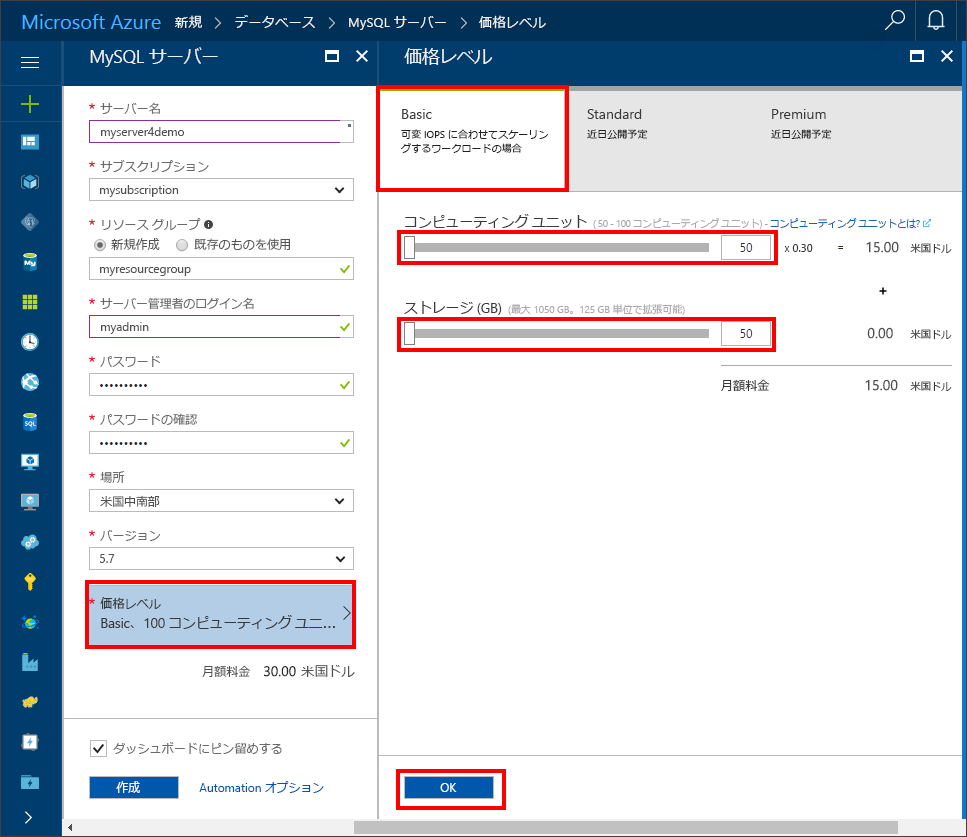 Microsoft Azure 新規 > データベース > MySQL サーバー > 価格レベル
MySQL サーバー
* サーバー名
myserver4demo
* サブスクリプション
mysubscription
* リソース グループ
新規作成 既存のものを使用
myresourcegroup
* サーバー管理者のログイン名
myadmin
* パスワード
••••••••••
* パスワードの確認
••••••••••
* 場所
米国中南部
* バージョン
5.7
* 価格レベル
Basic、100 コンピューティング ユニ...
月額料金 30.00 米国ドル
ダッシュボードにピン留めする
作成 Automation オプション
価格レベル
Basic
可変 IOPS に合わせてスケーリン
グするワークロードの場合
Standard
近日公開予定
Premium
近日公開予定
コンピューティング ユニット (50 - 100 コンピューティング ユニット) - コンピューティング ユニットとは?
50 x 0.30 = 15.00 米国ドル
+
ストレージ (GB) (最大 1050 GB。125 GB 単位で拡張可能)
50 0.00 米国ドル
月額料金 15.00 米国ドル
OK
My
SQL